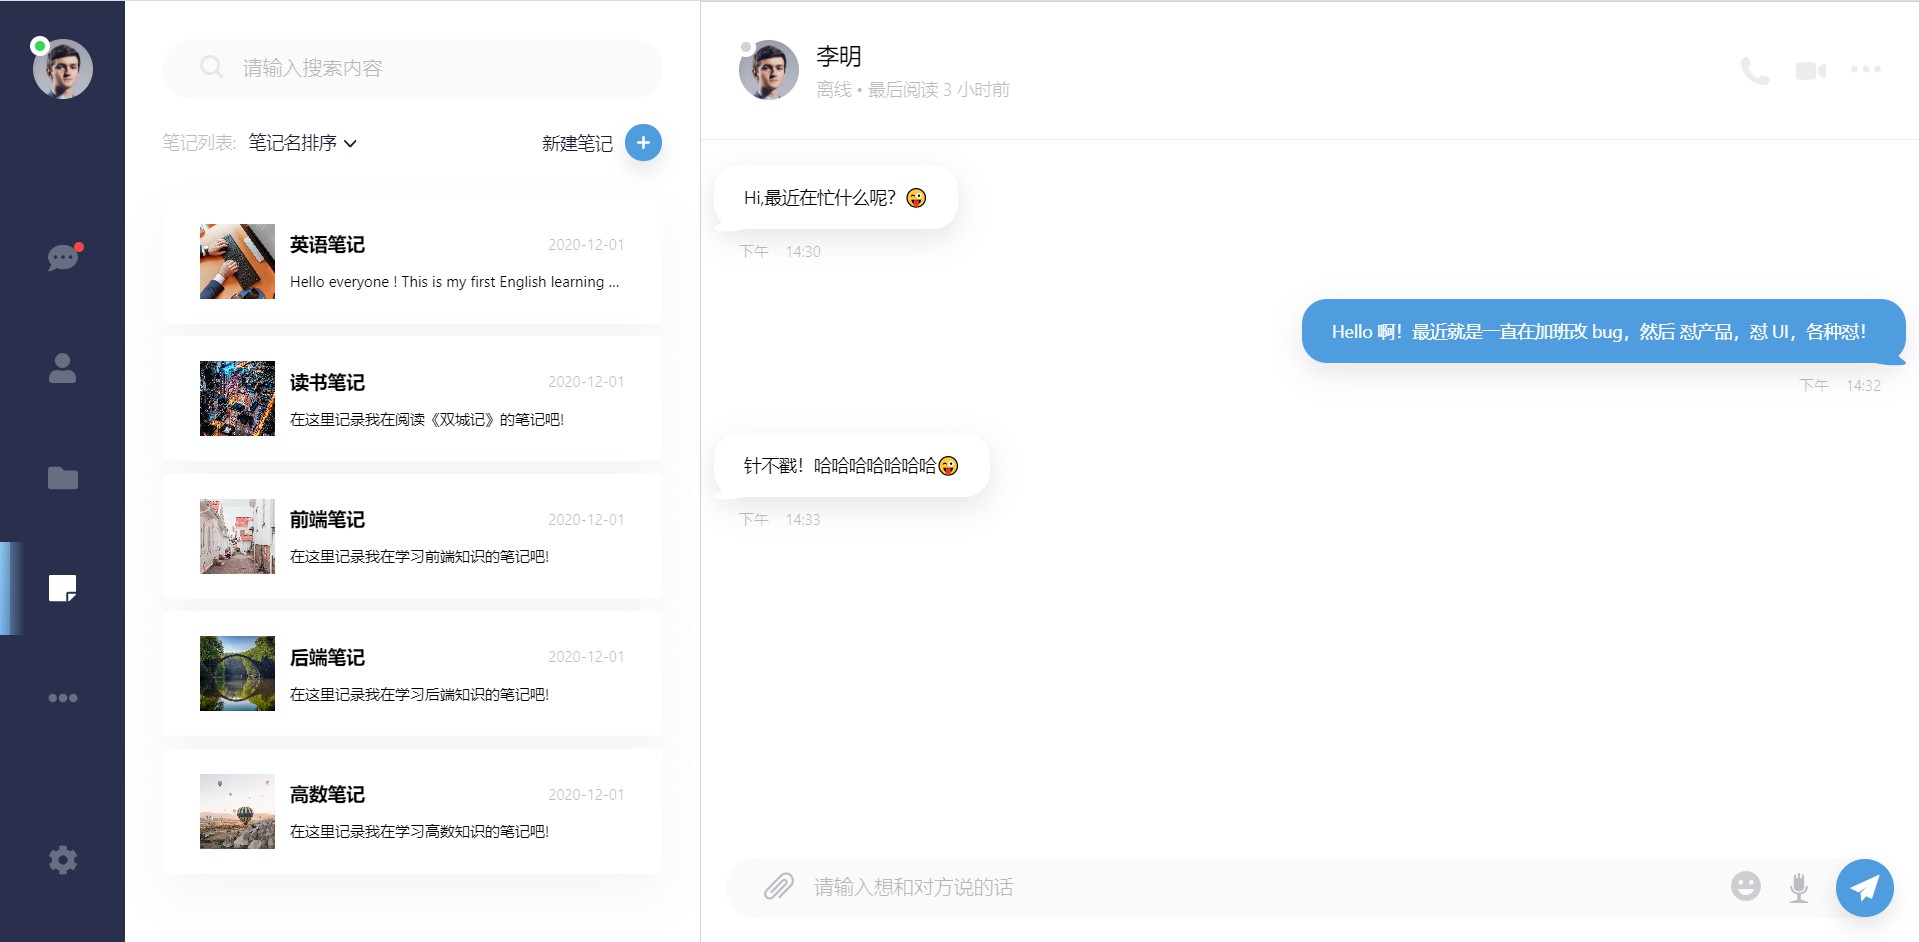 请输入搜索内容
笔记列表: 笔记名排序
新建笔记
英语笔记
2020-12-01
Hello everyone ! This is my first English learning ...
读书笔记
2020-12-01
在这里记录我在阅读《双城记》的笔记吧!
前端笔记
2020-12-01
在这里记录我在学习前端知识的笔记吧!
后端笔记
2020-12-01
在这里记录我在学习后端知识的笔记吧!
高数笔记
2020-12-01
在这里记录我在学习高数知识的笔记吧!
李明
离线 • 最后阅读 3 小时前
Hi,最近在忙什么呢？😜
下午 14:30
Hello 啊！最近就是一直在加班改 bug，然后 怼产品，怼 UI，各种怼！
下午 14:32
针不戳！哈哈哈哈哈哈哈😜
下午 14:33
请输入想和对方说的话